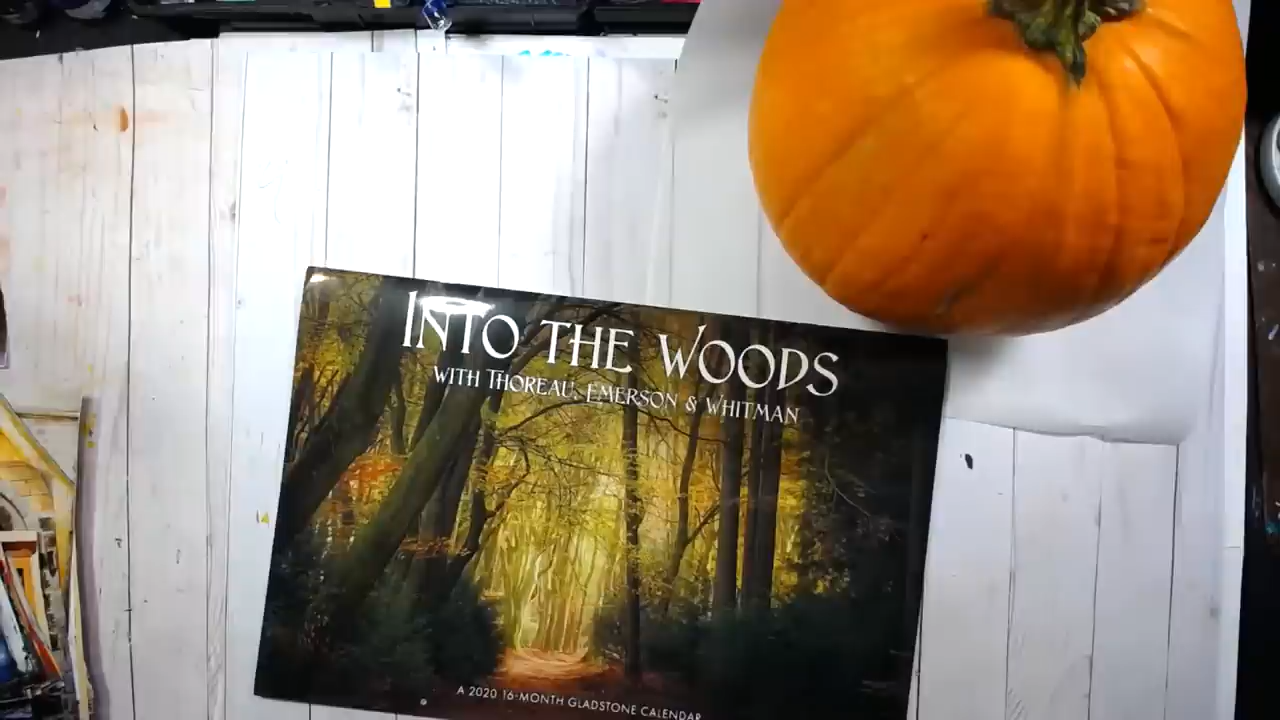 INTO THE WOODS
WITH THOREAU, EMERSON & WHITMAN
A 2020 16-MONTH GLADSTONE CALENDAR